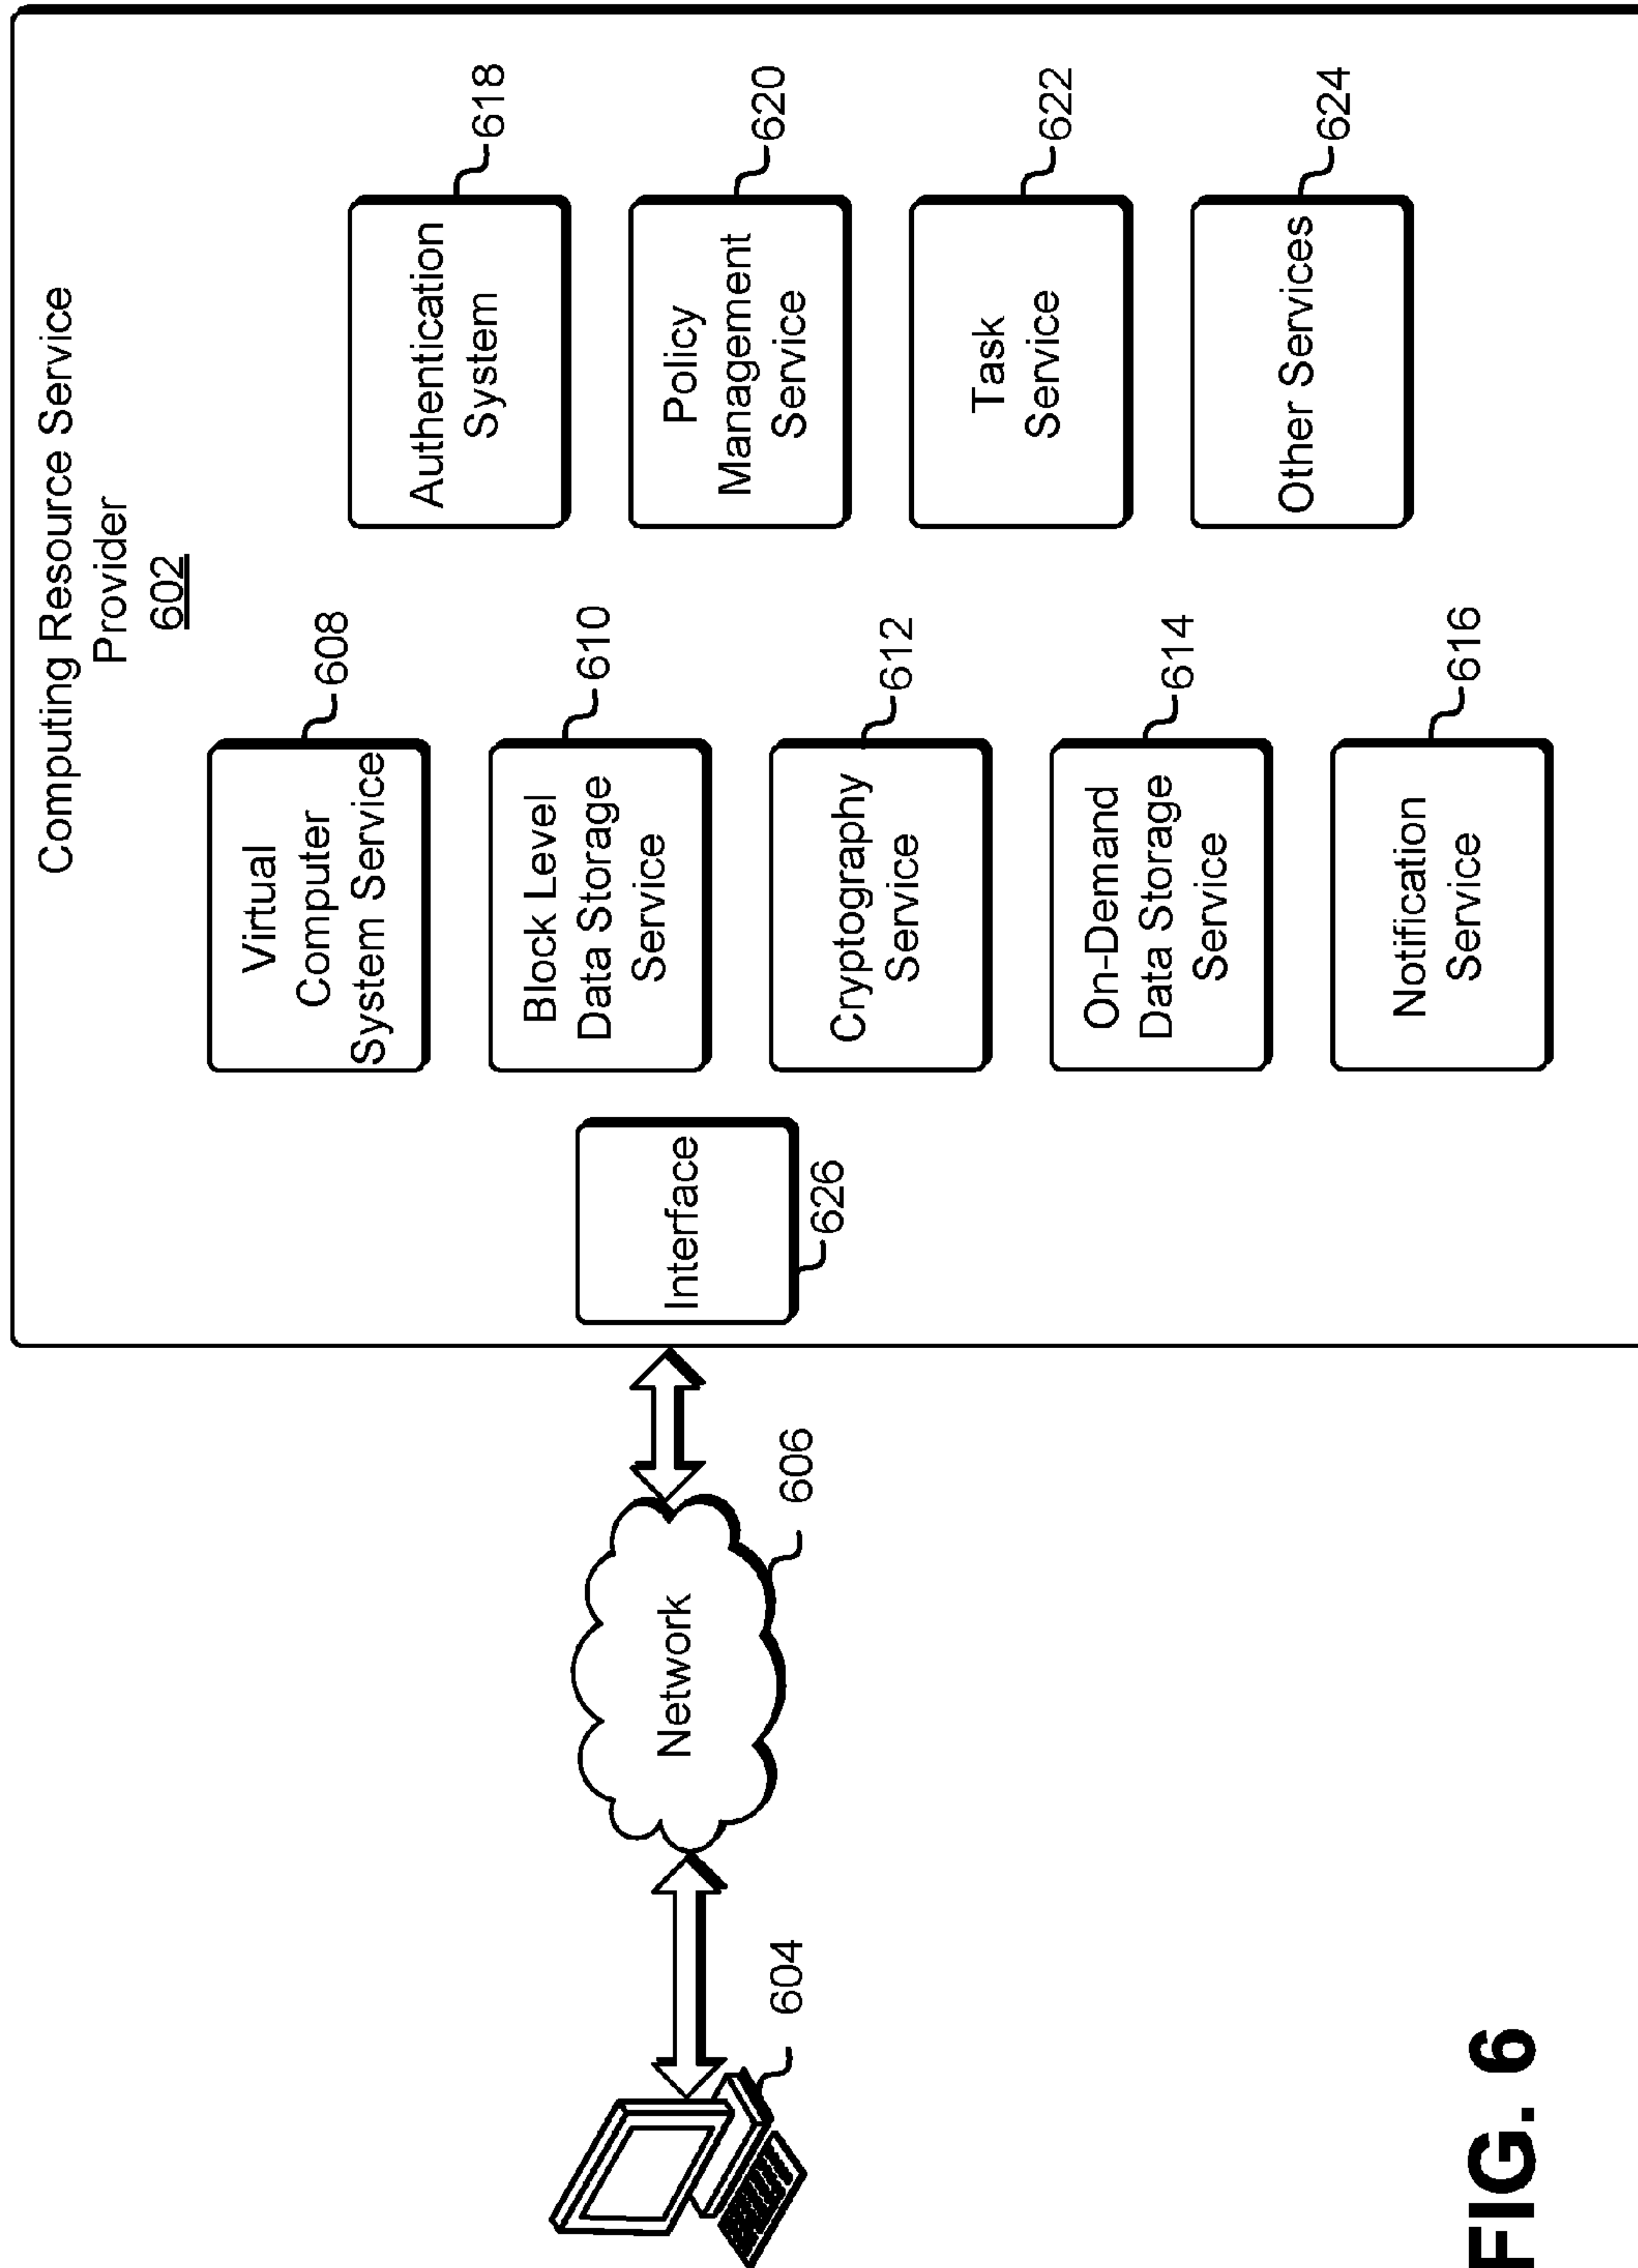 Computing Resource Service
Provider
602
Virtual
Computer
System Service
608
Block Level
Data Storage
Service
610
Cryptography
Service
612
On-Demand
Data Storage
Service
614
Notification
Service
616
Authentication
System
618
Policy
Management
Service
620
Task
Service
622
Other Services
624
Interface
626
Network
606
604
FIG. 6